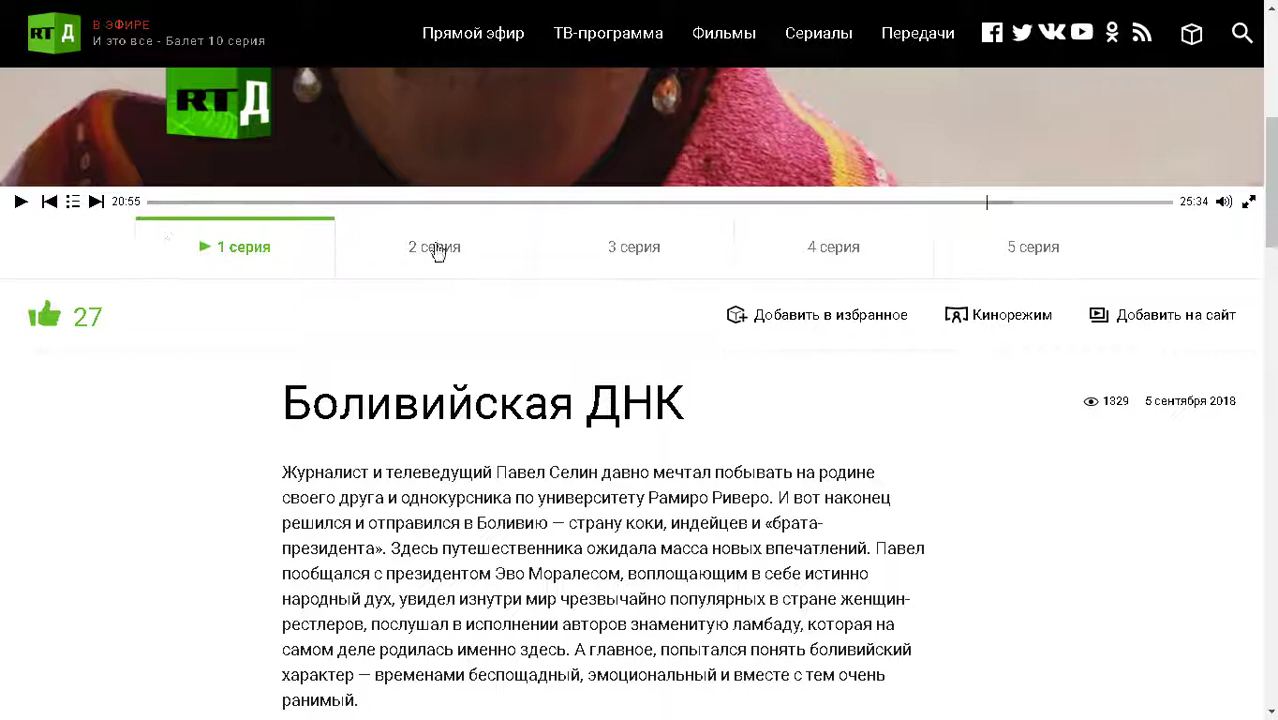 RT Д
В ЭФИРЕ
И это все - Балет 10 серия
Прямой эфир ТВ-программа Фильмы Сериалы Передачи
RT Д
20:55 25:34
1 серия 2 серия 3 серия 4 серия 5 серия
27 Добавить в избранное Кинорежим Добавить на сайт
Боливийская ДНК
1329 5 сентября 2018
Журналист и телеведущий Павел Селин давно мечтал побывать на родине
своего друга и однокурсника по университету Рамиро Риверо. И вот наконец
решился и отправился в Боливию — страну коки, индейцев и «брата-
президента». Здесь путешественника ожидала масса новых впечатлений. Павел
пообщался с президентом Эво Моралесом, воплощающим в себе истинно
народный дух, увидел изнутри мир чрезвычайно популярных в стране женщин-
рестлеров, послушал в исполнении авторов знаменитую ламбаду, которая на
самом деле родилась именно здесь. А главное, попытался понять боливийский
характер — временами беспощадный, эмоциональный и вместе с тем очень
ранимый.